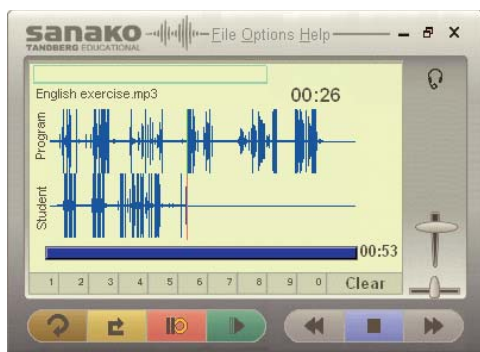 sanako File Options Help
TANDBERG EDUCATIONAL
English exercise.mp3 00:26
Program
Student
00:53
1 2 3 4 5 6 7 8 9 0 Clear